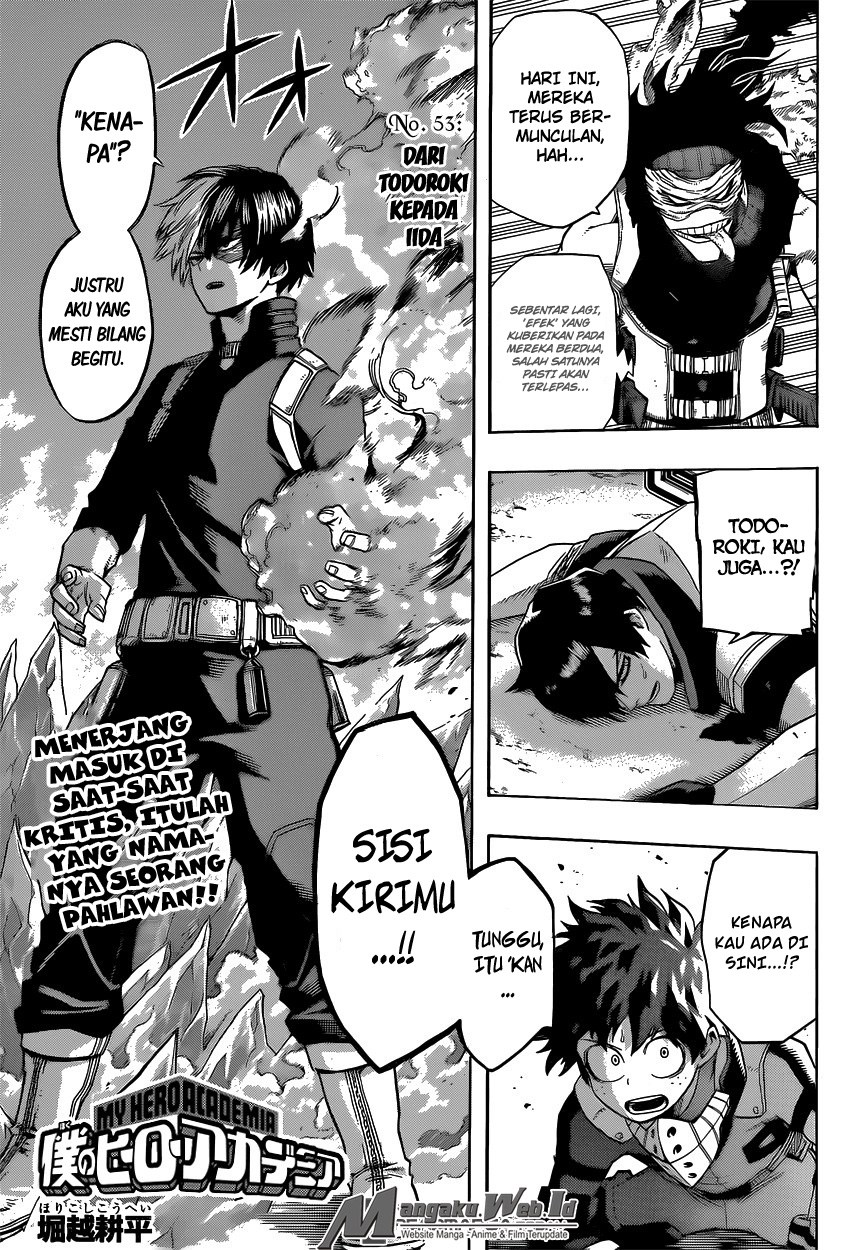 HARI INI,
MEREKA
TERUS BER-
MUNCULAN,
HAH...
SEBENTAR LAGI,
'EFEK' YANG
KUBERIKAN PADA
MEREKA BERDUA,
SALAH SATUNYA
PASTI AKAN
TERLEPAS...
TODO-
ROKI, KAU
JUGA...?!
KENAPA
KAU ADA DI
SINI...!?
TUNGGU,
ITU 'KAN
...
SISI
KIRIMU
...!!
No. 53:
DARI
TODOROKI
KEPADA
IIDA
"KENA-
PA"?
JUSTRU
AKU YANG
MESTI BILANG
BEGITU.
MENERJANG
MASUK DI
SAAT-SAAT
KRITIS, ITULAH
YANG NAMA-
NYA SEORANG
PAHLAWAN!!
MY HERO ACADEMIA
僕のヒーローアカデミア
ほりこしこうへい
堀越耕平
Mangaku.Web.Id
Website Manga - Anime & Film Terupdate